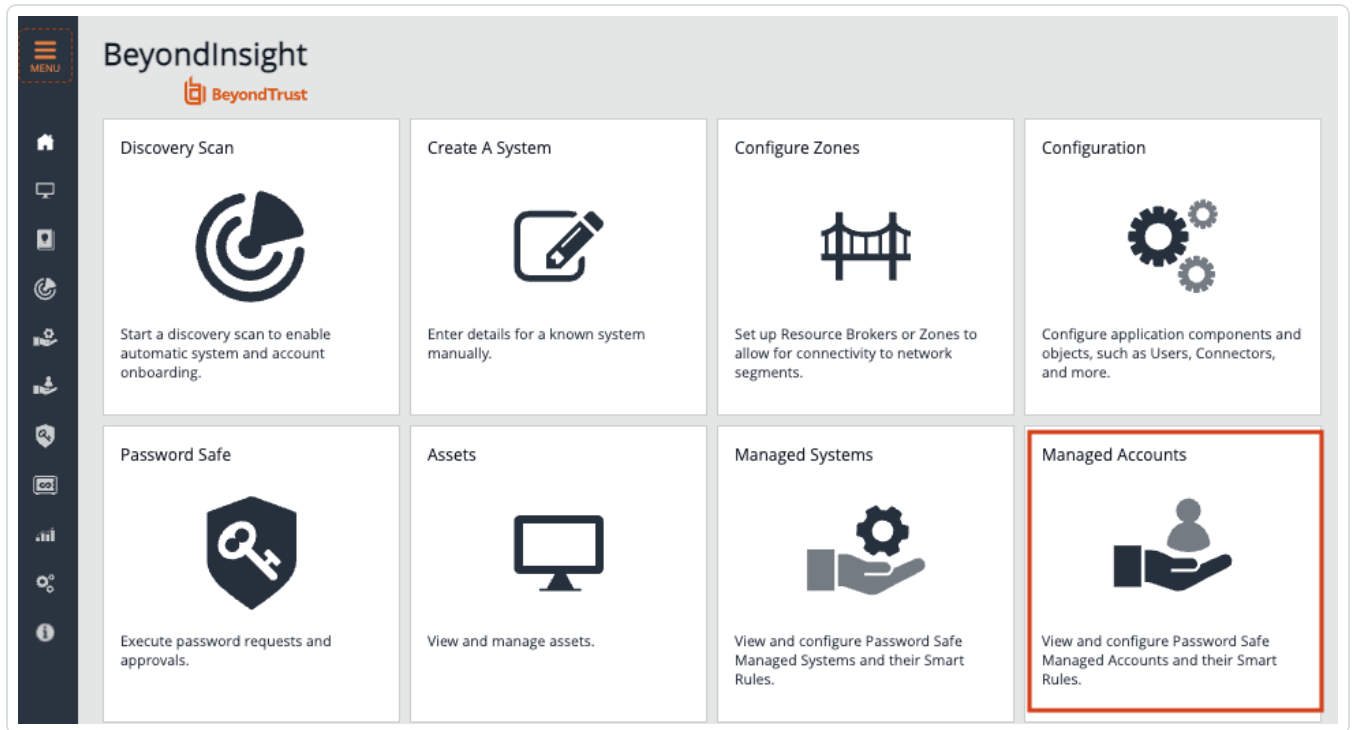 MENU
BeyondInsight
BeyondTrust
Discovery Scan
Start a discovery scan to enable
automatic system and account
onboarding.
Create A System
Enter details for a known system
manually.
Configure Zones
Set up Resource Brokers or Zones to
allow for connectivity to network
segments.
Configuration
Configure application components and
objects, such as Users, Connectors,
and more.
Password Safe
Execute password requests and
approvals.
Assets
View and manage assets.
Managed Systems
View and configure Password Safe
Managed Systems and their Smart
Rules.
Managed Accounts
View and configure Password Safe
Managed Accounts and their Smart
Rules.